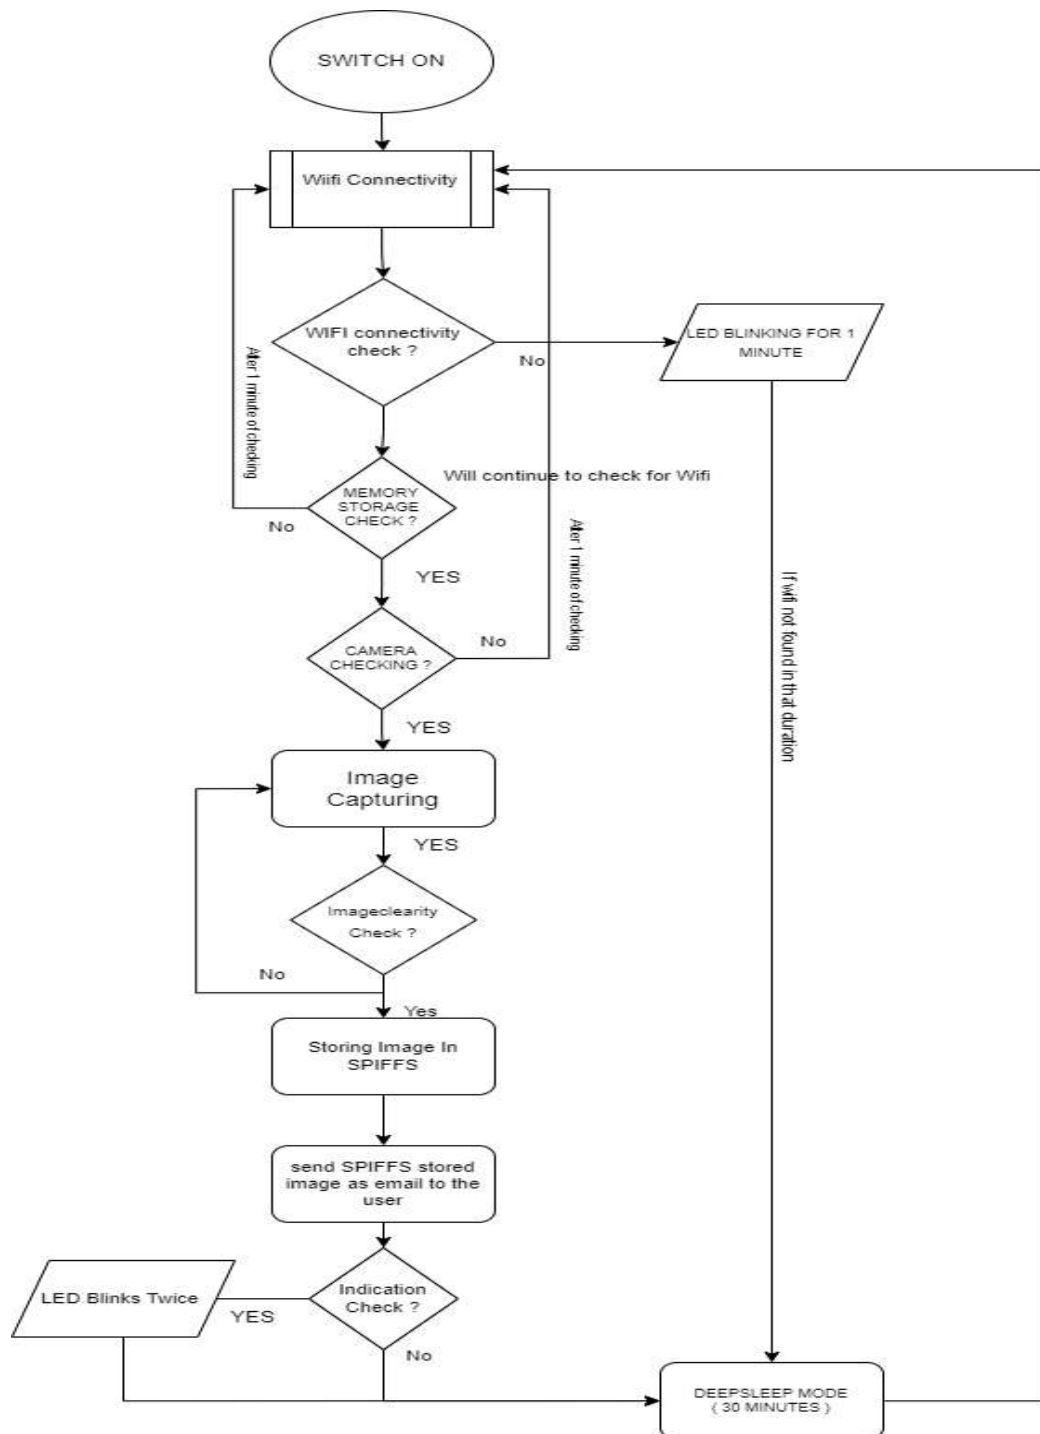 SWITCH ON
Wiifi Connectivity
WIFI connectivity
check ?
No
LED BLINKING FOR 1
MINUTE
After 1 minute of checking
Will continue to check for Wifi
MEMORY
STORAGE
CHECK ?
No
YES
After 1 minute of checking
CAMERA
CHECKING ?
No
If wifi not found in that duration
YES
Image
Capturing
YES
Imageclearity
Check ?
No
Yes
Storing Image In
SPIFFS
send SPIFFS stored
image as email to the
user
Indication
Check ?
LED Blinks Twice
YES
No
DEEPSLEEP MODE
( 30 MINUTES )